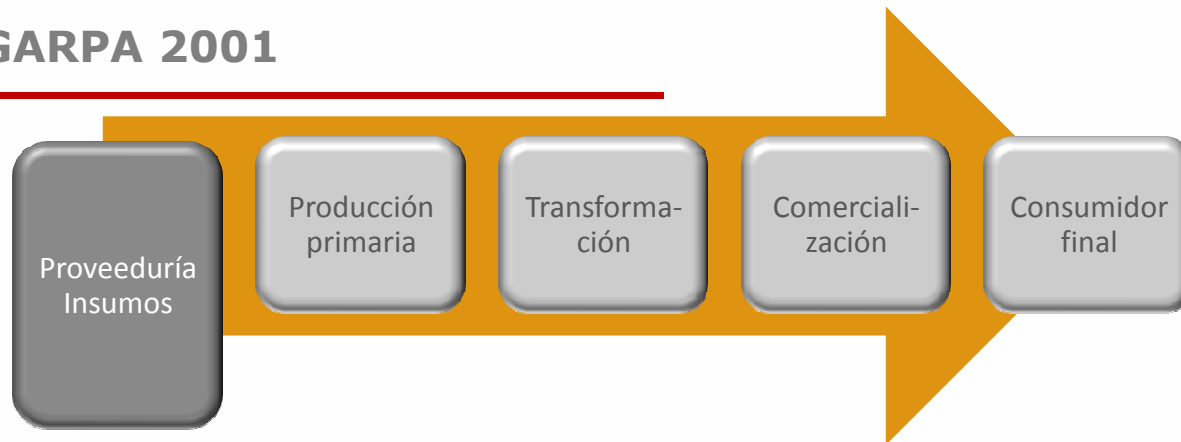 GARPA 2001
Proveeduría
Insumos
Producción
primaria
Transforma-
ción
Comerciali-
zación
Consumidor
final